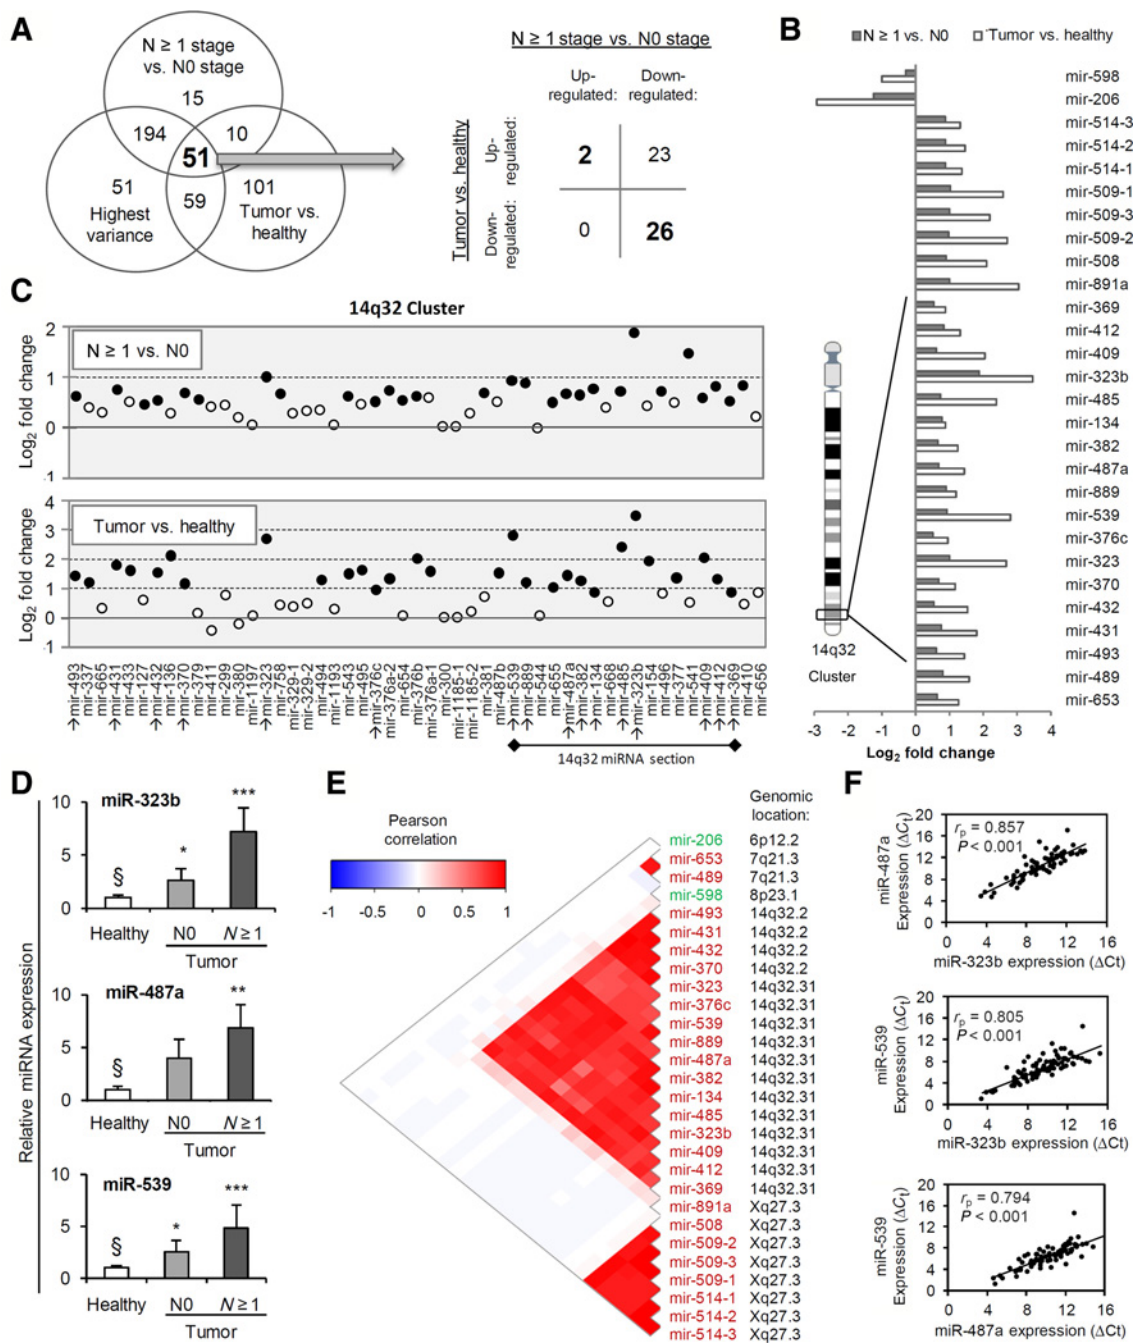 A
N ≥ 1 stage
vs. N0 stage
15
194
10
51
51
59
101
Highest
variance
Tumor vs.
healthy
N ≥ 1 stage vs. N0 stage
Up-
regulated:
Down-
regulated:
Tumor vs. healthy
Up-
regulated:
Down-
regulated:
2
23
0
26
B
N ≥ 1 vs. N0
Tumor vs. healthy
mir-598
mir-206
mir-514-3
mir-514-2
mir-514-1
mir-509-1
mir-509-3
mir-509-2
mir-508
mir-891a
mir-369
mir-412
mir-409
mir-323b
mir-485
mir-134
mir-382
mir-487a
mir-889
mir-539
mir-376c
mir-323
mir-370
mir-432
mir-431
mir-493
mir-489
mir-653
14q32
Cluster
-3 -2 -1 0 1 2 3 4
Log2 fold change
C
14q32 Cluster
N ≥ 1 vs. N0
Log2 fold change
2
1
0
-1
Tumor vs. healthy
Log2 fold change
4
3
2
1
0
-1
→mir-493
mir-337
mir-665
→mir-431
mir-433
mir-127
→mir-432
mir-136
→mir-370
mir-379
mir-411
mir-299
mir-380
mir-1197
→mir-323
mir-758
mir-329-1
mir-329-2
mir-494
mir-1193
mir-543
mir-495
→mir-376c
mir-376a-2
mir-654
mir-376b
mir-376a-1
mir-300
mir-1185-1
mir-1185-2
mir-381
mir-487b
→mir-539
→mir-889
mir-544
mir-655
→mir-487a
→mir-382
→mir-134
mir-668
→mir-485
→mir-323b
mir-154
mir-496
mir-377
mir-541
→mir-409
→mir-412
→mir-369
mir-410
mir-656
14q32 miRNA section
D
Relative miRNA expression
miR-323b
10
5
0
§
*
***
Healthy
N0
N ≥ 1
Tumor
miR-487a
10
5
0
§
**
Healthy
N0
N ≥ 1
Tumor
miR-539
10
5
0
§
*
***
Healthy
N0
N ≥ 1
Tumor
E
Pearson
correlation
-1 -0.5 0 0.5 1
Genomic
location:
mir-206 6p12.2
mir-653 7q21.3
mir-489 7q21.3
mir-598 8p23.1
mir-493 14q32.2
mir-431 14q32.2
mir-432 14q32.2
mir-370 14q32.2
mir-323 14q32.31
mir-376c 14q32.31
mir-539 14q32.31
mir-889 14q32.31
mir-487a 14q32.31
mir-382 14q32.31
mir-134 14q32.31
mir-485 14q32.31
mir-323b 14q32.31
mir-409 14q32.31
mir-412 14q32.31
mir-369 14q32.31
mir-891a Xq27.3
mir-508 Xq27.3
mir-509-2 Xq27.3
mir-509-3 Xq27.3
mir-509-1 Xq27.3
mir-514-1 Xq27.3
mir-514-2 Xq27.3
mir-514-3 Xq27.3
F
miR-487a
Expression (ΔCt)
20
16
12
8
4
0
rp = 0.857
P < 0.001
0 4 8 12 16
miR-323b expression (ΔCt)
miR-539
Expression (ΔCt)
20
16
12
8
4
0
rp = 0.805
P < 0.001
0 4 8 12 16
miR-323b expression (ΔCt)
miR-539
Expression (ΔCt)
20
16
12
8
4
0
rp = 0.794
P < 0.001
0 4 8 12 16
miR-487a expression (ΔCt)